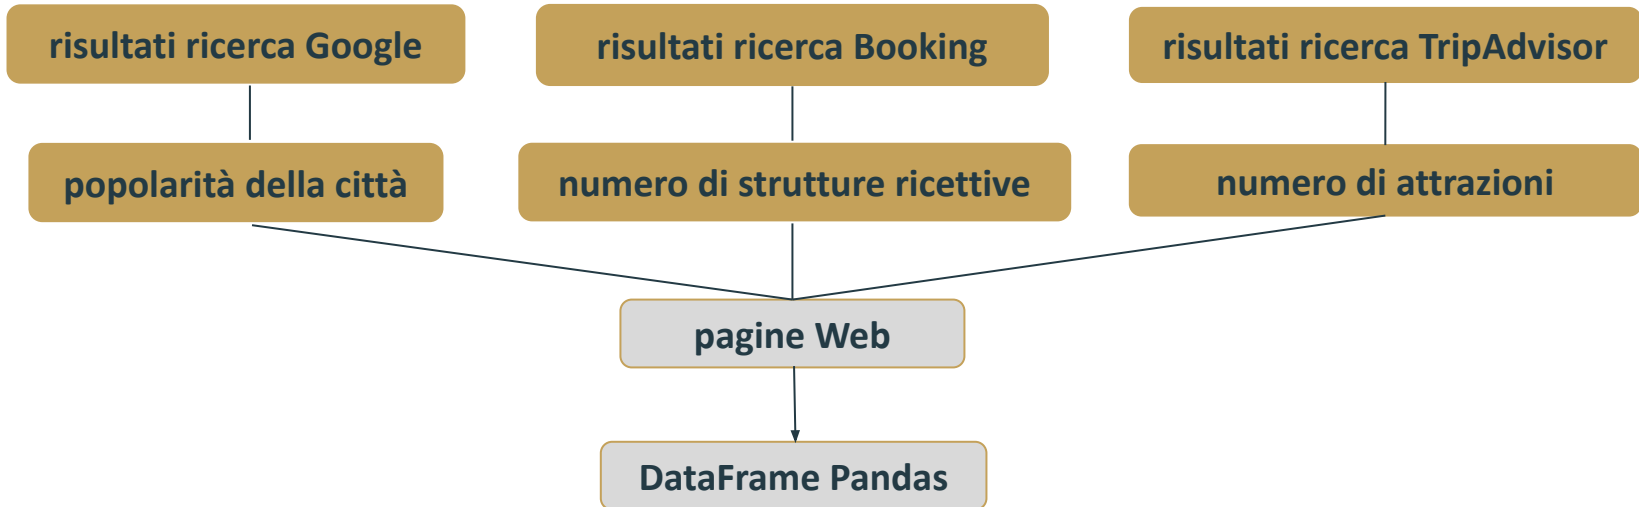 risultati ricerca Google
risultati ricerca Booking
risultati ricerca TripAdvisor
popolarità della città
numero di strutture ricettive
numero di attrazioni
pagine Web
DataFrame Pandas